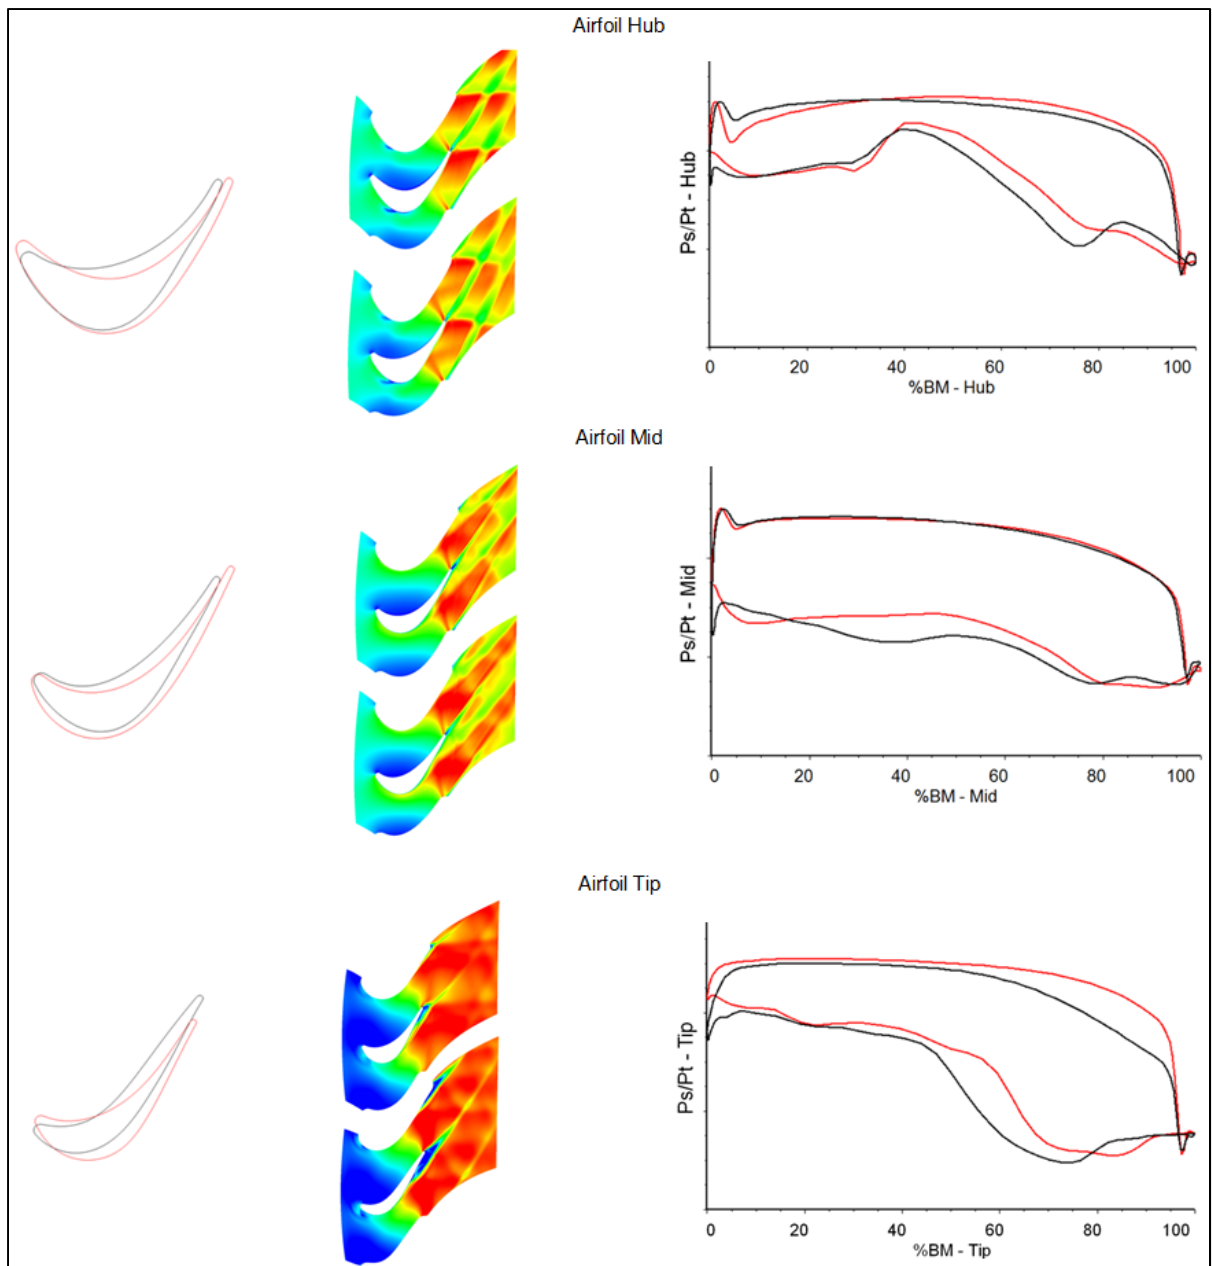 Airfoil Hub
Ps/Pt - Hub
0 20 40 60 80 100
%BM - Hub
Airfoil Mid
Ps/Pt - Mid
0 20 40 60 80 100
%BM - Mid
Airfoil Tip
Ps/Pt - Tip
0 20 40 60 80 100
%BM - Tip